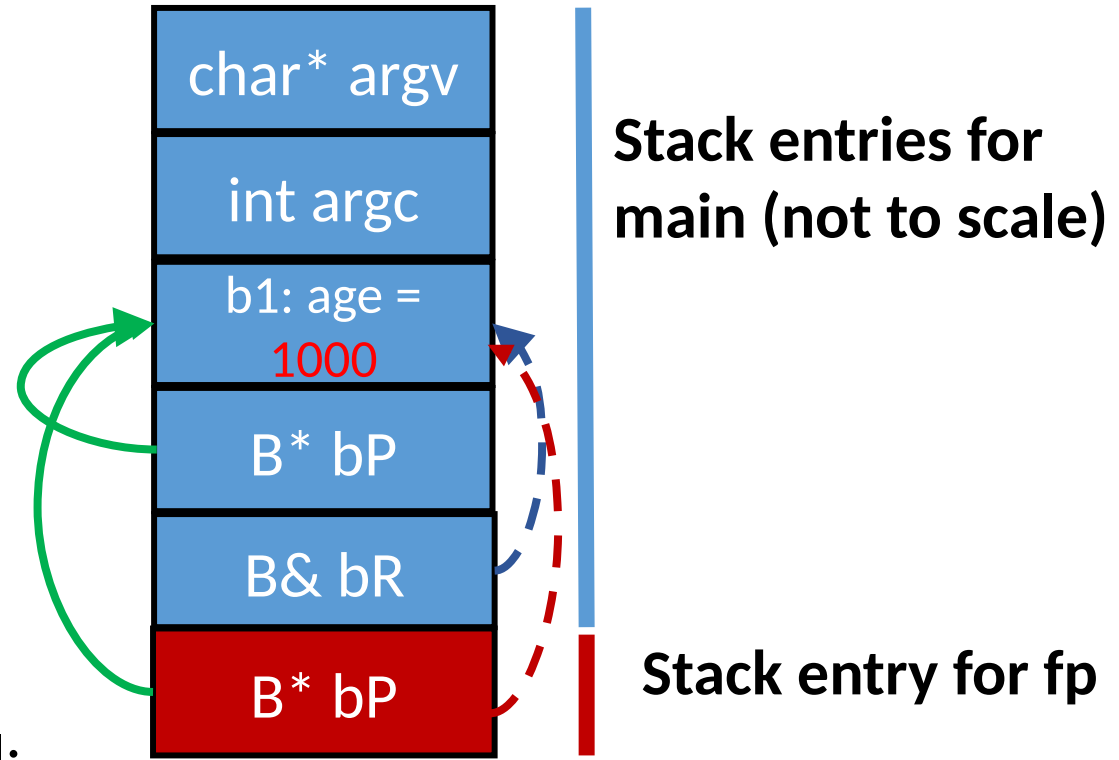 char* argv
int argc
b1: age =
1000
B* bP
B& bR
B* bP
Stack entries for
main (not to scale)
Stack entry for fp